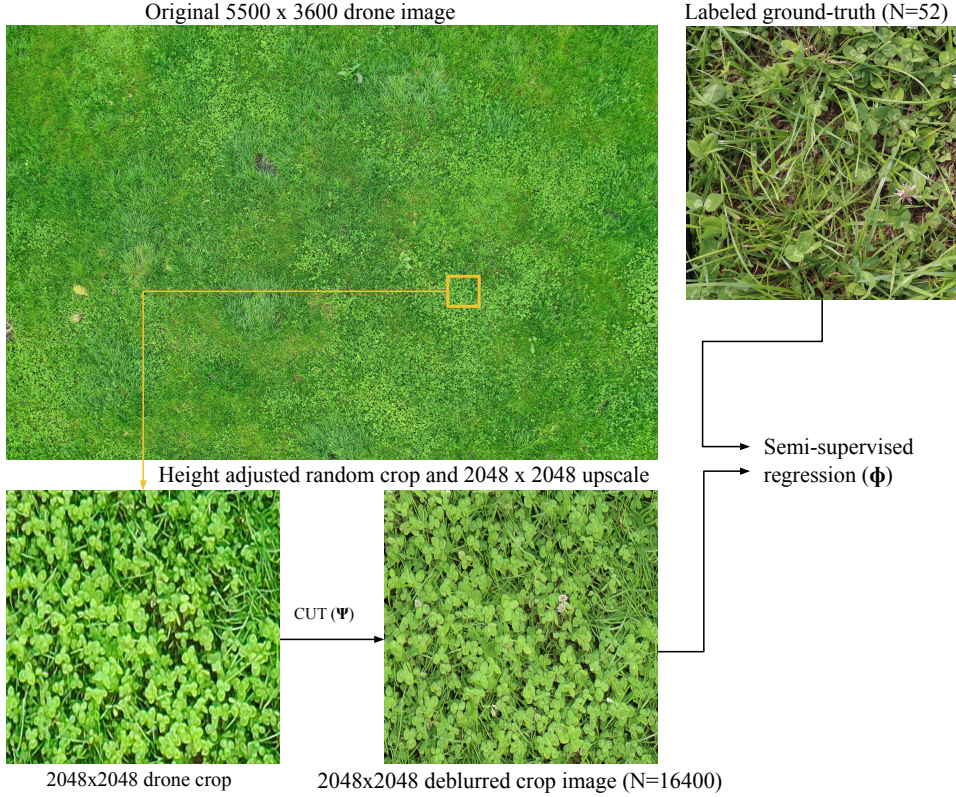 Original 5500 x 3600 drone image
Labeled ground-truth (N=52)
Semi-supervised
regression (ϕ)
Height adjusted random crop and 2048 x 2048 upscale
CUT (Ψ)
2048x2048 drone crop
2048x2048 deblurred crop image (N=16400)